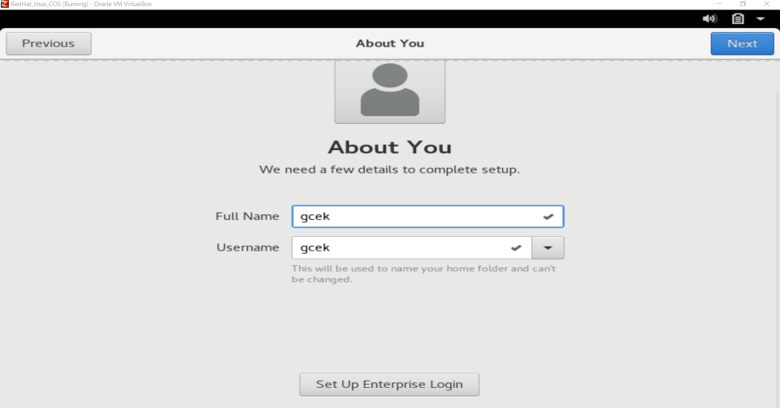 RedHat_linux_COS [Running] - Oracle VM VirtualBox
Previous
About You
Next
About You
We need a few details to complete setup.
Full Name gcek
Username gcek
This will be used to name your home folder and can't
be changed.
Set Up Enterprise Login